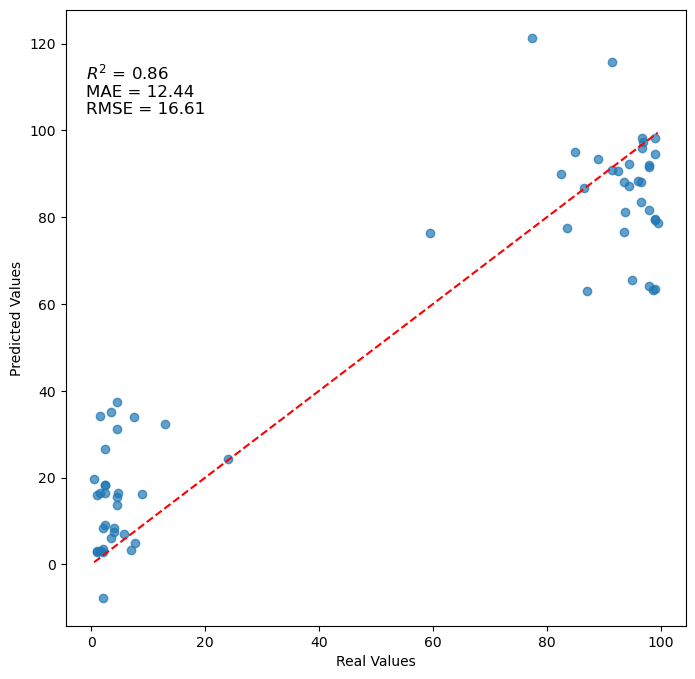 120
100
80
60
40
20
0
R² = 0.86
MAE = 12.44
RMSE = 16.61
Predicted Values
0 20 40 60 80 100
Real Values